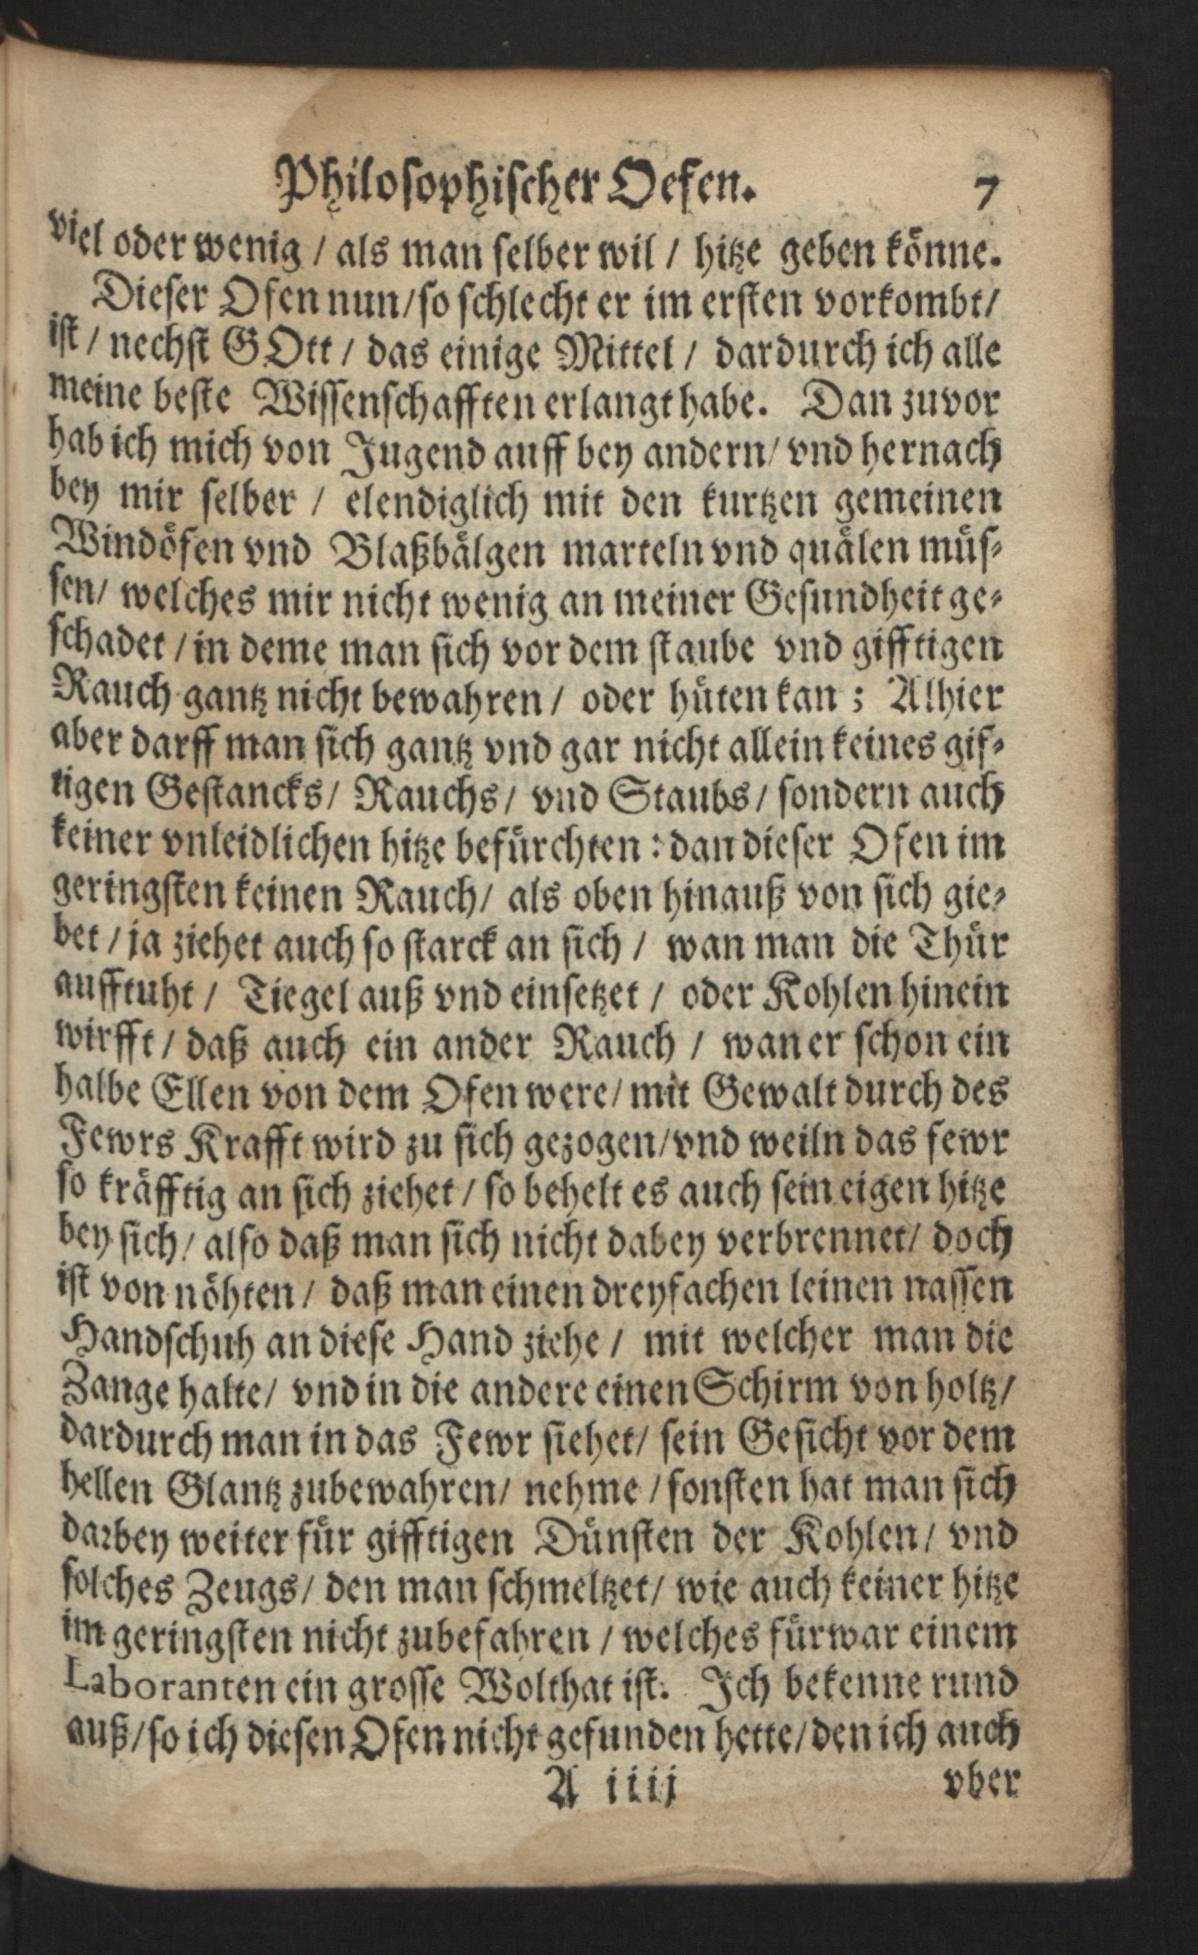 Philosophischer Oefen. 7
viel oder wenig / als man selber wil / hitze geben könne.
Dieser Ofen nun/so schlecht er im ersten vorkombt/
ist / nechst GOtt / das einige Mittel / dardurch ich alle
meine beste Wissenschafften erlangt habe. Dan zuvor
hab ich mich von Jugend auff bey andern/ vnd hernach
bey mir selber / elendiglich mit den kurtzen gemeinen
Windöfen vnd Blaßbälgen marteln vnd quälen müs-
sen/ welches mir nicht wenig an meiner Gesundheit ge-
schadet / in deme man sich vor dem staube vnd gifftigen
Rauch gantz nicht bewahren / oder hüten kan ; Alhier
aber darff man sich gantz vnd gar nicht allein keines gif-
tigen Gestancks/ Rauchs/ vnd Staubs / sondern auch
keiner vnleidlichen hitze befürchten : dan dieser Ofen im
geringsten keinen Rauch/ als oben hinauß von sich gie-
bet / ja ziehet auch so starck an sich / wan man die Thür
aufftuht / Tiegel auß vnd einsetzet / oder Kohlen hinein
wirfft / daß auch ein ander Rauch / wan er schon ein
halbe Ellen von dem Ofen were/ mit Gewalt durch des
Fewrs Krafft wird zu sich gezogen/vnd weiln das fewr
so kräfftig an sich ziehet / so behelt es auch sein eigen hitze
bey sich/ also daß man sich nicht dabey verbrennet/ doch
ist von nöhten / daß man einen dreyfachen leinen nassen
Handschuh an diese Hand ziehe / mit welcher man die
Zange halte/ vnd in die andere einen Schirm von holtz/
dardurch man in das Fewr siehet/ sein Gesicht vor dem
hellen Glantz zubewahren/ nehme / sonsten hat man sich
darbey weiter für gifftigen Dünsten der Kohlen/ vnd
solches Zeugs/ den man schmeltzet/ wie auch keiner hitze
im geringsten nicht zubefahren / welches fürwar einem
Laboranten ein grosse Wolthat ist. Ich bekenne rund
auß/so ich diesen Ofen nicht gefunden hette/den ich auch
A iiij vber